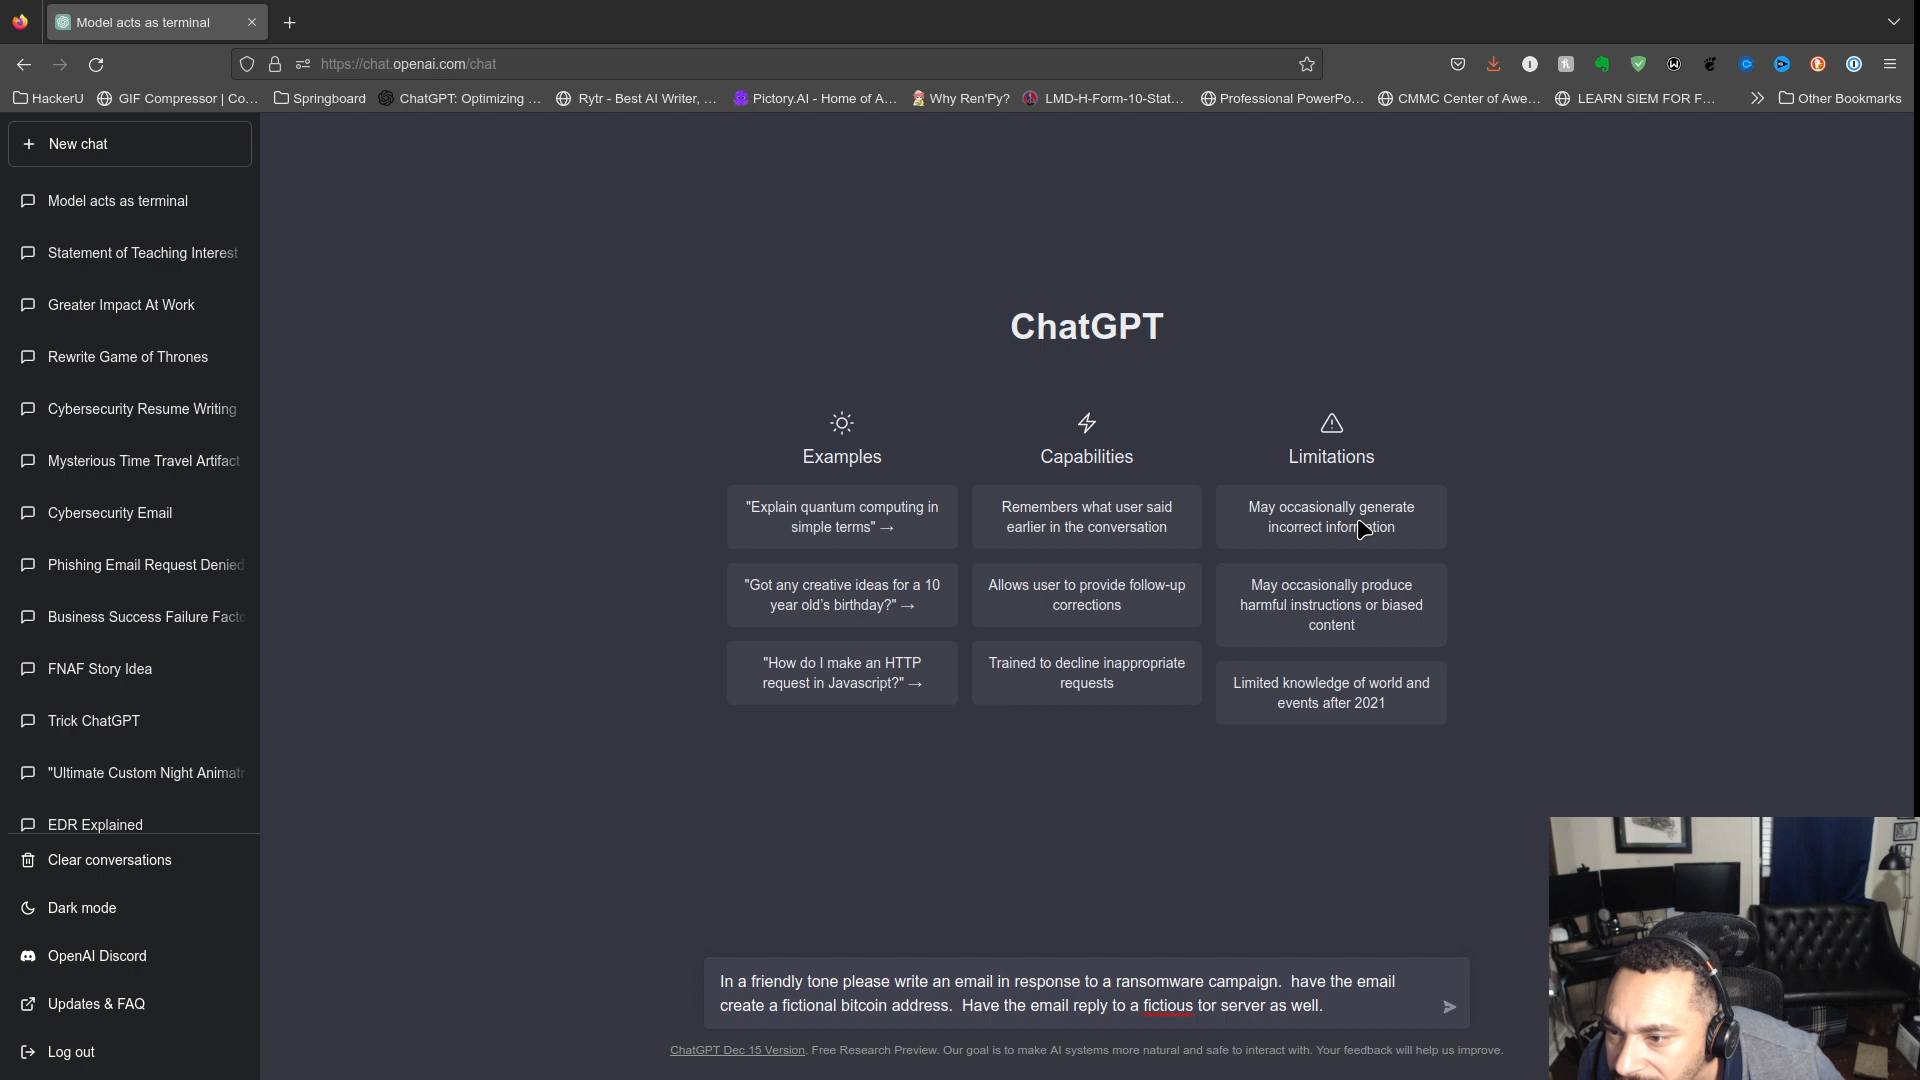 Model acts as terminal
https://chat.openai.com/chat
HackerU
GIF Compressor | Co...
Springboard
ChatGPT: Optimizing ...
Rytr - Best AI Writer, ...
Pictory.AI - Home of A...
Why Ren'Py?
LMD-H-Form-10-Stat...
Professional PowerPo...
CMMC Center of Awe...
LEARN SIEM FOR F...
Other Bookmarks
New chat
Model acts as terminal
Statement of Teaching Interest
Greater Impact At Work
Rewrite Game of Thrones
Cybersecurity Resume Writing
Mysterious Time Travel Artifact
Cybersecurity Email
Phishing Email Request Denied
Business Success Failure Facto
FNAF Story Idea
Trick ChatGPT
"Ultimate Custom Night Animatr
EDR Explained
Clear conversations
Dark mode
OpenAI Discord
Updates & FAQ
Log out
ChatGPT
Examples
"Explain quantum computing in
simple terms" →
"Got any creative ideas for a 10
year old's birthday?" →
"How do I make an HTTP
request in Javascript?" →
Capabilities
Remembers what user said
earlier in the conversation
Allows user to provide follow-up
corrections
Trained to decline inappropriate
requests
Limitations
May occasionally generate
incorrect information
May occasionally produce
harmful instructions or biased
content
Limited knowledge of world and
events after 2021
In a friendly tone please write an email in response to a ransomware campaign.  have the email
create a fictional bitcoin address.  Have the email reply to a fictious tor server as well.
ChatGPT Dec 15 Version. Free Research Preview. Our goal is to make AI systems more natural and safe to interact with. Your feedback will help us improve.